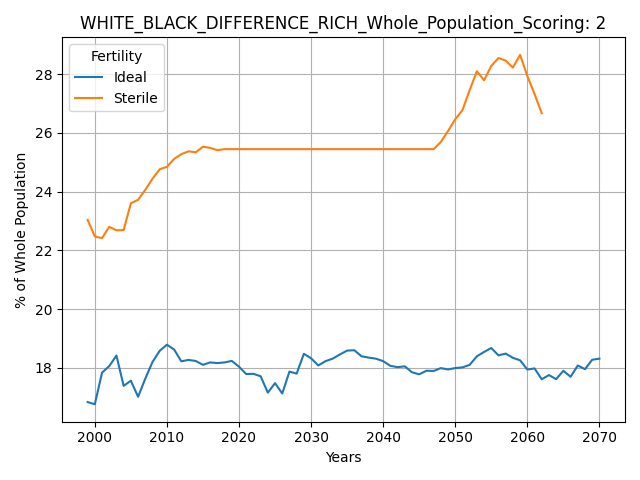 WHITE_BLACK_DIFFERENCE_RICH_Whole_Population_Scoring: 2
Fertility
Ideal
Sterile
% of Whole Population
28
26
24
22
20
18
2000 2010 2020 2030 2040 2050 2060 2070
Years